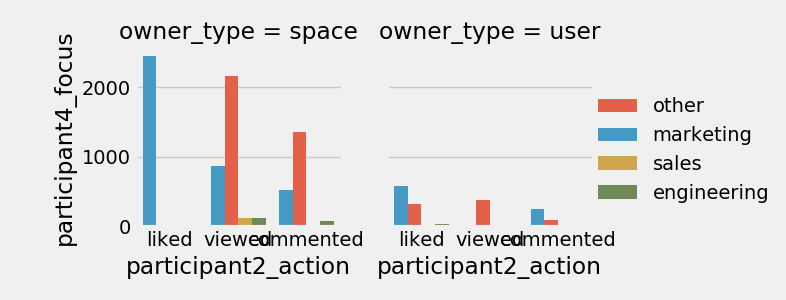 owner_type = space
owner_type = user
participant4_focus
2000
1000
0
liked
viewed
commented
liked
viewed
commented
participant2_action
participant2_action
other
marketing
sales
engineering